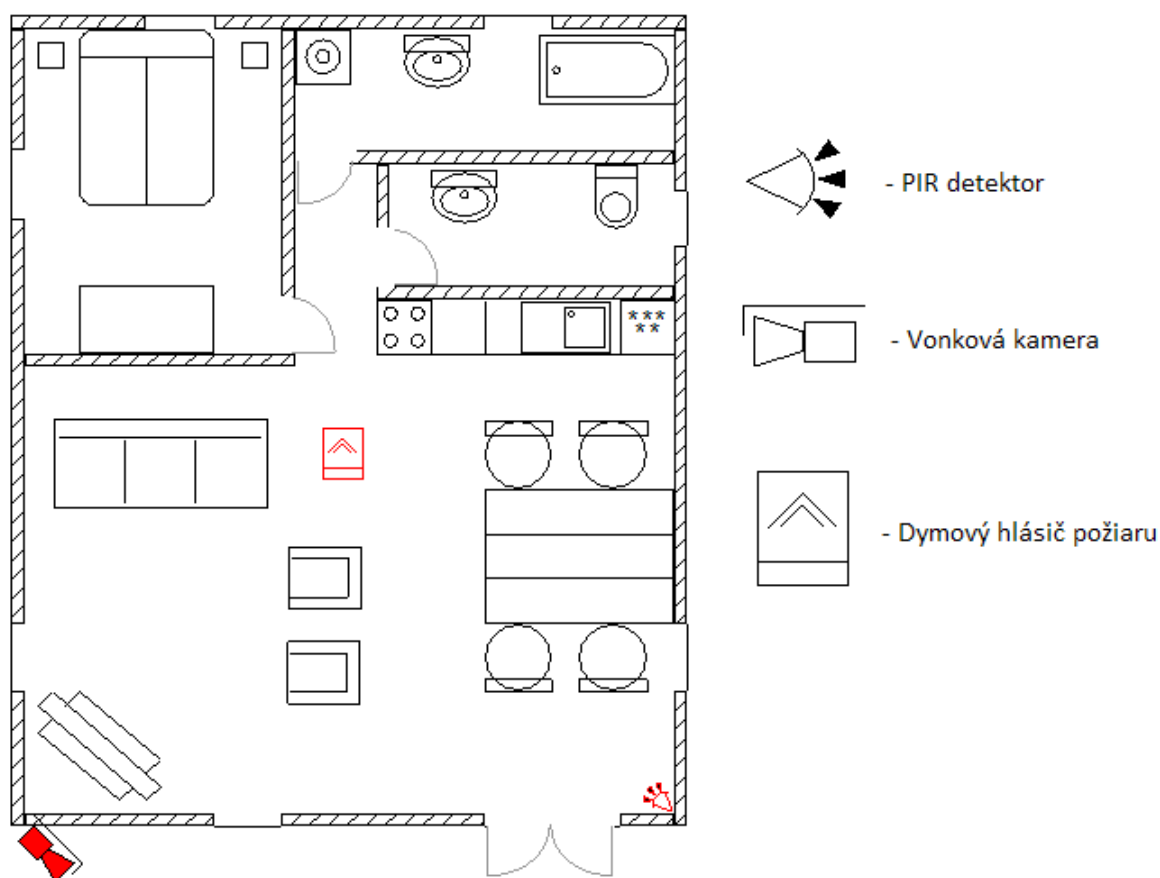 - PIR detektor
- Vonková kamera
- Dymový hlásič požiaru